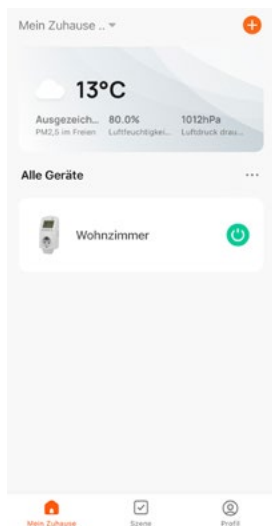 Mein Zuhause ..
13°C
Ausgezeich... 80.0% 1012hPa
PM2,5 im Freien Luftfeuchtigkei... Luftdruck drau...
Alle Geräte ...
Wohnzimmer
Mein Zuhause Szene Profil